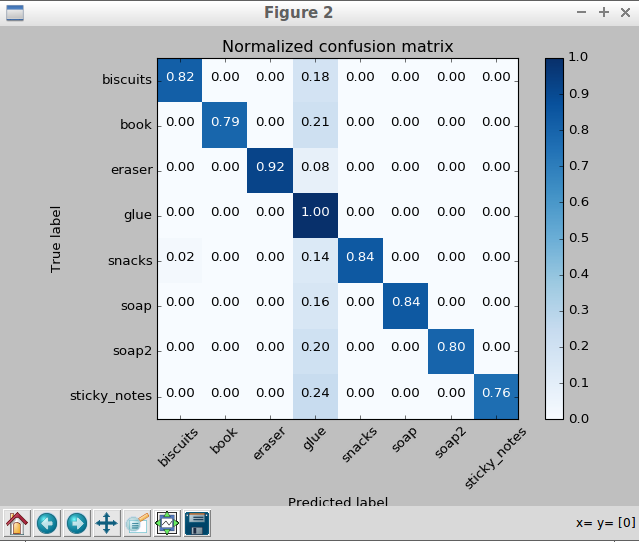 Figure 2
Normalized confusion matrix
biscuits 0.82 0.00 0.00 0.18 0.00 0.00 0.00 0.00
book 0.00 0.79 0.00 0.21 0.00 0.00 0.00 0.00
eraser 0.00 0.00 0.92 0.08 0.00 0.00 0.00 0.00
glue 0.00 0.00 0.00 1.00 0.00 0.00 0.00 0.00
snacks 0.02 0.00 0.00 0.14 0.84 0.00 0.00 0.00
soap 0.00 0.00 0.00 0.16 0.00 0.84 0.00 0.00
soap2 0.00 0.00 0.00 0.20 0.00 0.00 0.80 0.00
sticky_notes 0.00 0.00 0.00 0.24 0.00 0.00 0.00 0.76
True label
biscuits book eraser glue snacks soap soap2 sticky_notes
Predicted label
1.0
0.9
0.8
0.7
0.6
0.5
0.4
0.3
0.2
0.1
0.0
x= y= [0]